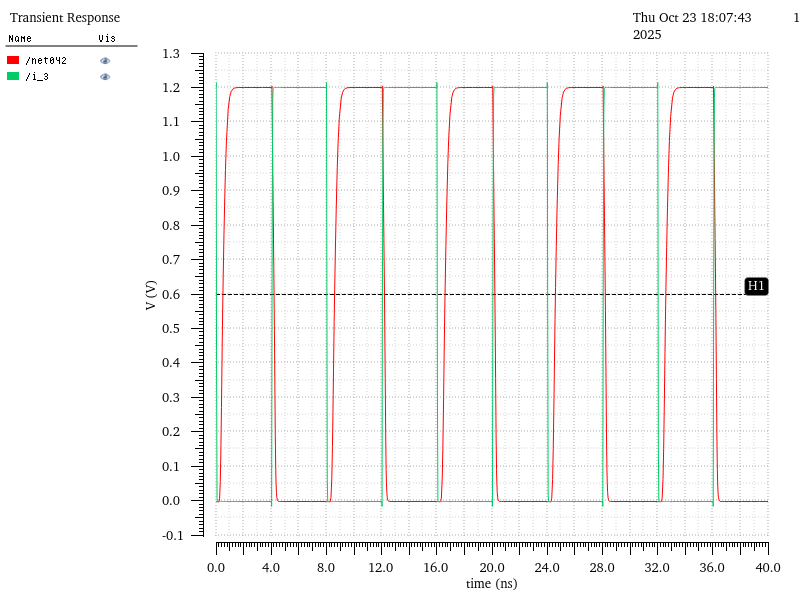 Transient Response
Thu Oct 23 18:07:43 1
2025
Name Vis
/net042
/i_3
1.3
1.2
1.1
1.0
0.9
0.8
0.7
0.6
0.5
0.4
0.3
0.2
0.1
0.0
-0.1
V (V)
H1
0.0 4.0 8.0 12.0 16.0 20.0 24.0 28.0 32.0 36.0 40.0
time (ns)